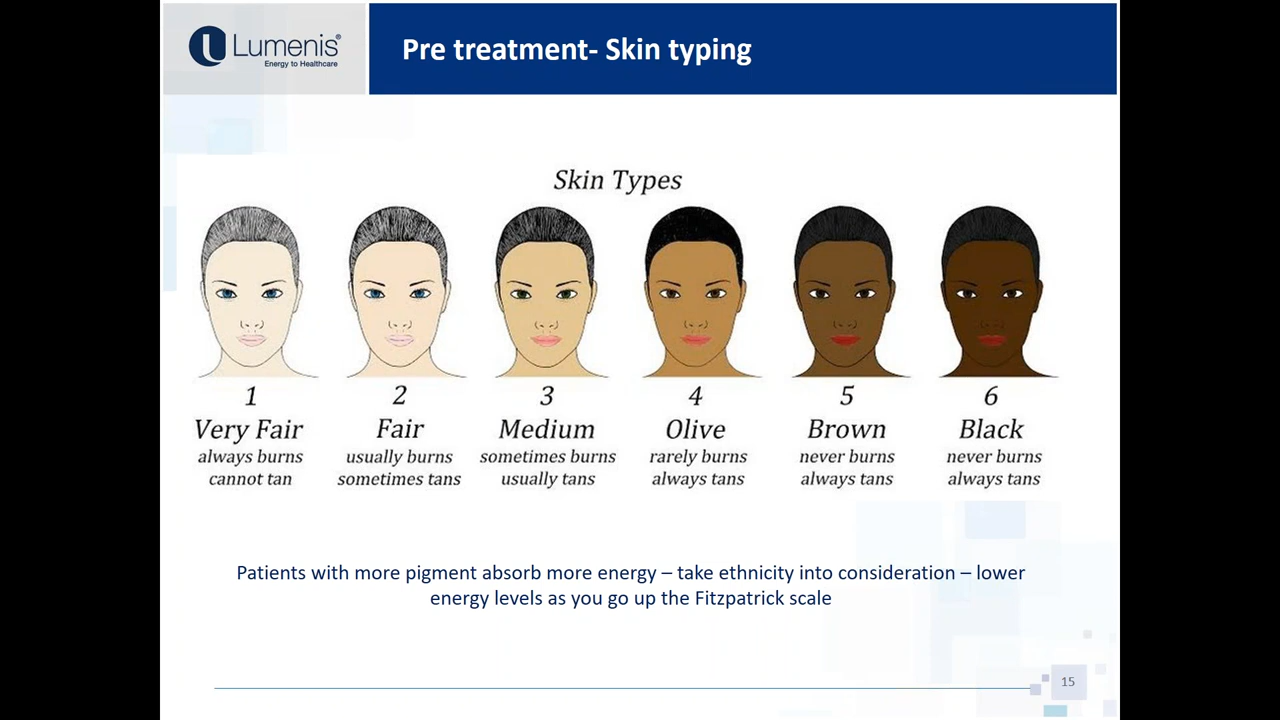 Lumenis®
Energy to Healthcare
Pre treatment- Skin typing
Skin Types
1
Very Fair
always burns
cannot tan
2
Fair
usually burns
sometimes tans
3
Medium
sometimes burns
usually tans
4
Olive
rarely burns
always tans
5
Brown
never burns
always tans
6
Black
never burns
always tans
Patients with more pigment absorb more energy – take ethnicity into consideration – lower
energy levels as you go up the Fitzpatrick scale
15